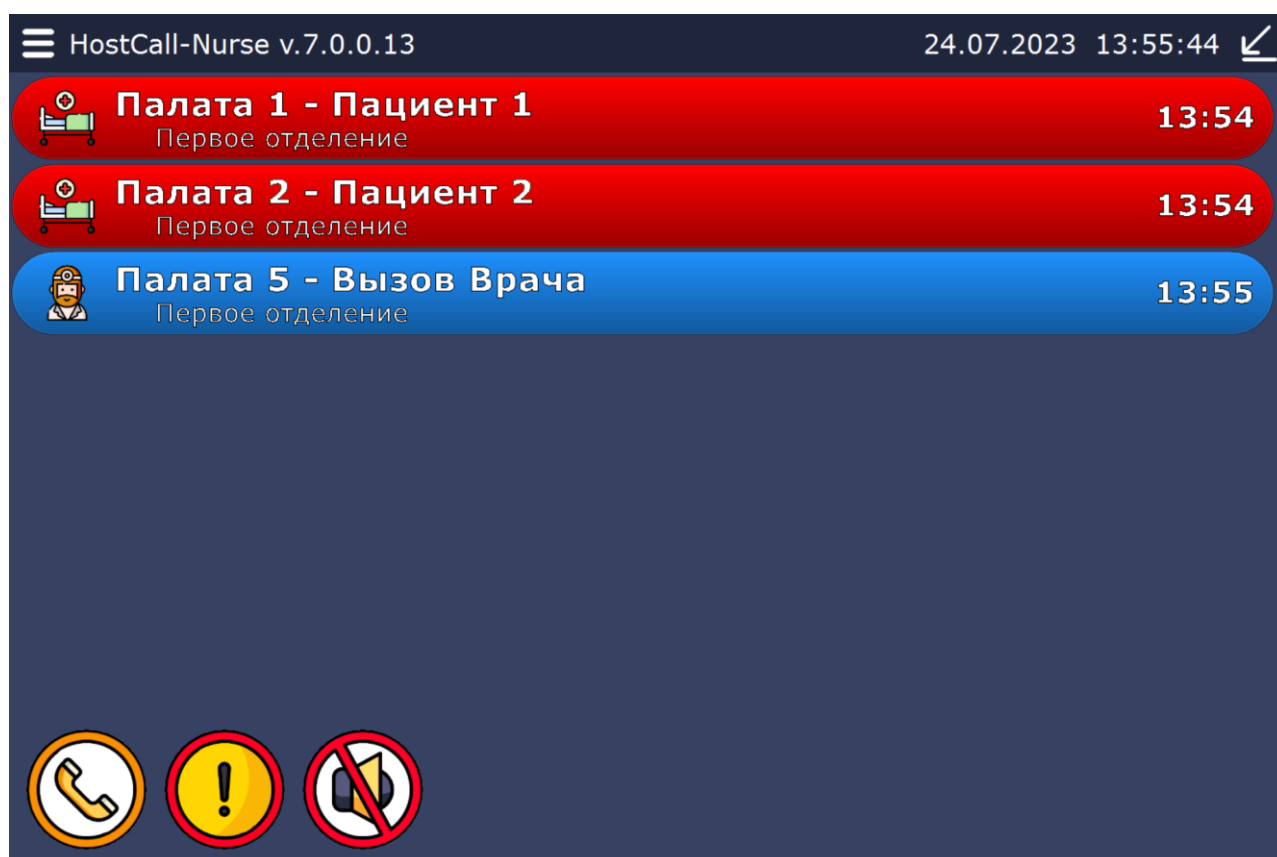 HostCall-Nurse v.7.0.0.13 24.07.2023 13:55:44
Палата 1 - Пациент 1 13:54
Первое отделение
Палата 2 - Пациент 2 13:54
Первое отделение
Палата 5 - Вызов Врача 13:55
Первое отделение